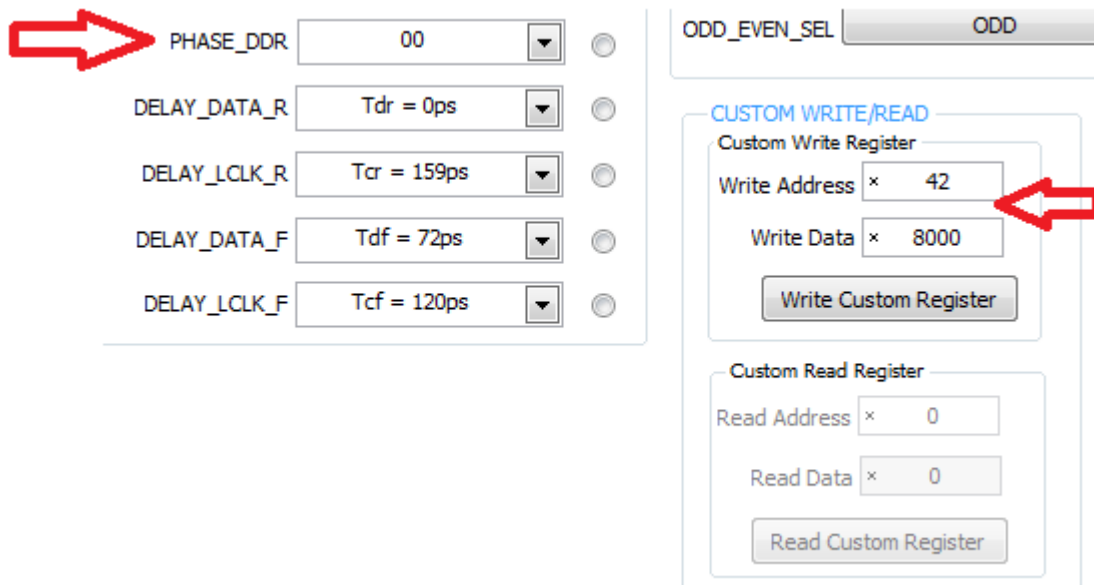 PHASE_DDR 00
DELAY_DATA_R Tdr = 0ps
DELAY_LCLK_R Tcr = 159ps
DELAY_DATA_F Tdf = 72ps
DELAY_LCLK_F Tcf = 120ps
ODD_EVEN_SEL ODD
CUSTOM WRITE/READ
Custom Write Register
Write Address × 42
Write Data × 8000
Write Custom Register
Custom Read Register
Read Address × 0
Read Data × 0
Read Custom Register